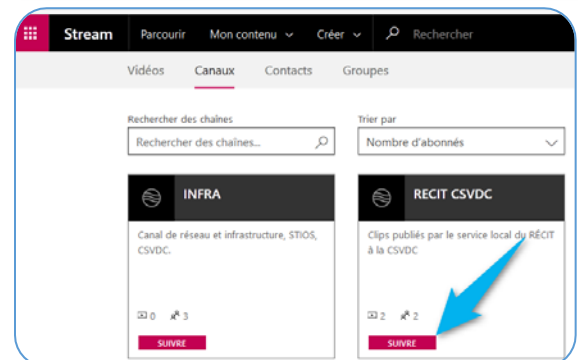 Stream Parcourir Mon contenu Créer Rechercher
Vidéos Canaux Contacts Groupes
Rechercher des chaînes
Rechercher des chaînes...
Trier par
Nombre d'abonnés
INFRA
Canal de réseau et infrastructure, STIOS,
CSVDC.
0 3
SUIVRE
RECIT CSVDC
Clips publiés par le service local du RÉCIT
à la CSVDC
2 2
SUIVRE